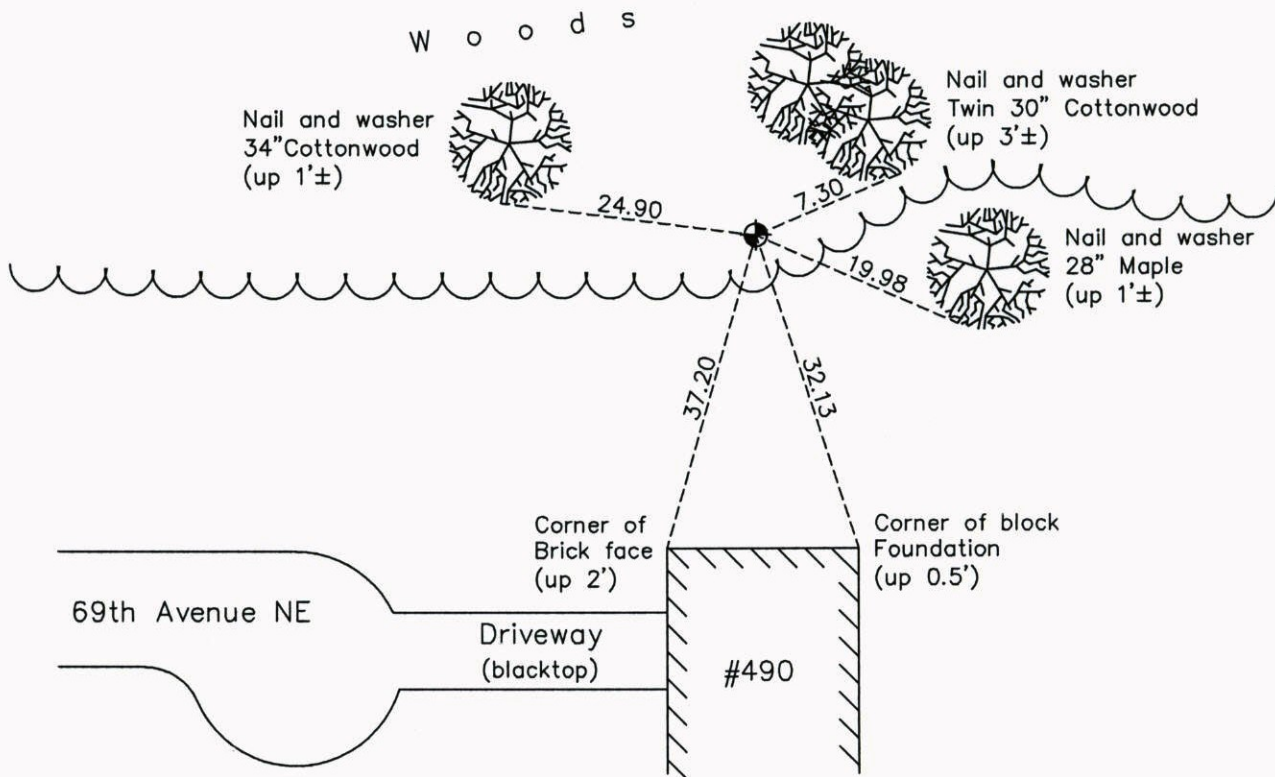 Woods
Nail and washer
34"Cottonwood
(up 1'±)
Nail and washer
Twin 30" Cottonwood
(up 3'±)
24.90
7.30
19.98
Nail and washer
28" Maple
(up 1'±)
37.20
32.13
Corner of
Brick face
(up 2')
Corner of block
Foundation
(up 0.5')
69th Avenue NE
Driveway
(blacktop)
#490